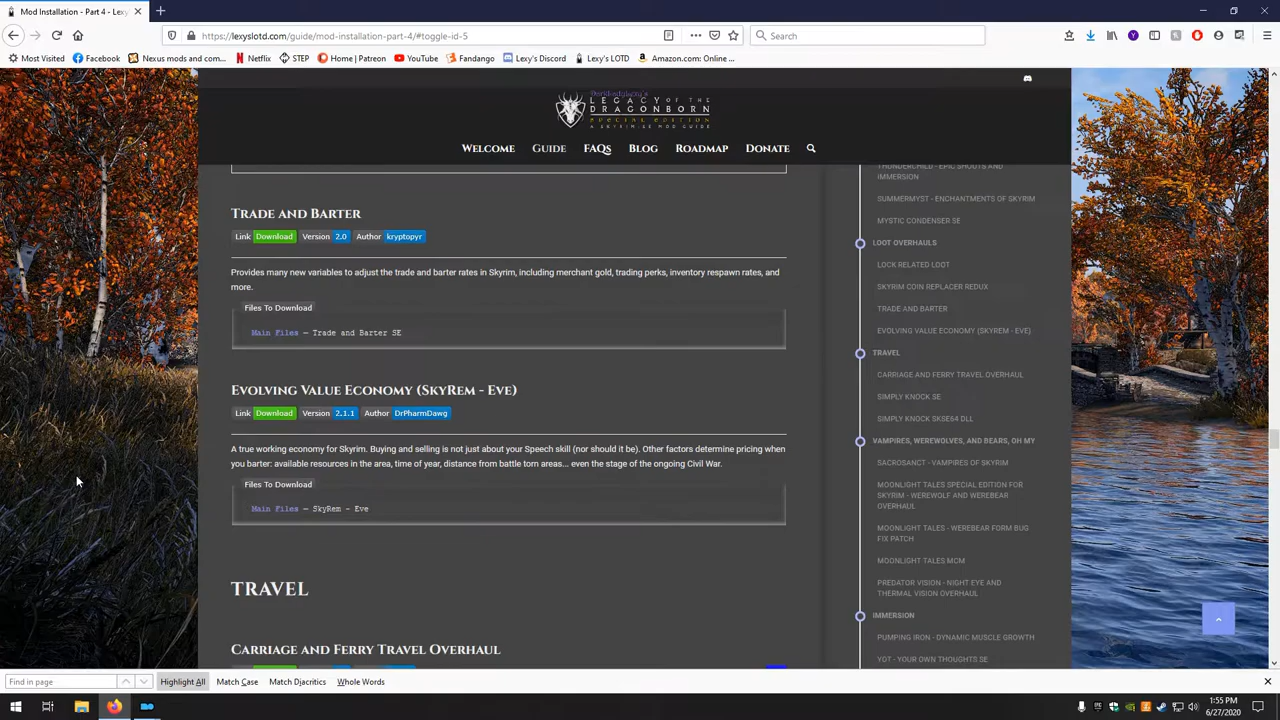 Mod Installation - Part 4 - Lexy'
https://lexyslotd.com/guide/mod-installation-part-4/#toggle-id-5
Search
Most Visited
Facebook
Nexus mods and com...
Netflix
STEP
Home | Patreon
YouTube
Fandango
Lexy's Discord
Lexy's LOTD
Amazon.com: Online ...
LEGACY OF THE
DRAGONBORN
SPECIAL EDITION
A SKYRIM:SE MOD GUIDE
WELCOME
GUIDE
FAQS
BLOG
ROADMAP
DONATE
TRADE AND BARTER
Link Download Version 2.0 Author kryptopyr
Provides many new variables to adjust the trade and barter rates in Skyrim, including merchant gold, trading perks, inventory respawn rates, and
more.
Files To Download
Main Files – Trade and Barter SE
EVOLVING VALUE ECONOMY (SKYREM - EVE)
Link Download Version 2.1.1 Author DrPharmDawg
A true working economy for Skyrim. Buying and selling is not just about your Speech skill (nor should it be). Other factors determine pricing when
you barter: available resources in the area, time of year, distance from battle torn areas... even the stage of the ongoing Civil War.
Files To Download
Main Files – SkyRem - Eve
TRAVEL
CARRIAGE AND FERRY TRAVEL OVERHAUL
THUNDERCHILD - EPIC SHOUTS AND
IMMERSION
SUMMERMYST - ENCHANTMENTS OF SKYRIM
MYSTIC CONDENSER SE
LOOT OVERHAULS
LOCK RELATED LOOT
SKYRIM COIN REPLACER REDUX
TRADE AND BARTER
EVOLVING VALUE ECONOMY (SKYREM - EVE)
TRAVEL
CARRIAGE AND FERRY TRAVEL OVERHAUL
SIMPLY KNOCK SE
SIMPLY KNOCK SKSE64 DLL
VAMPIRES, WEREWOLVES, AND BEARS, OH MY
SACROSANCT - VAMPIRES OF SKYRIM
MOONLIGHT TALES SPECIAL EDITION FOR
SKYRIM - WEREWOLF AND WEREBEAR
OVERHAUL
MOONLIGHT TALES - WEREBEAR FORM BUG
FIX PATCH
MOONLIGHT TALES MCM
PREDATOR VISION - NIGHT EYE AND
THERMAL VISION OVERHAUL
IMMERSION
PUMPING IRON - DYNAMIC MUSCLE GROWTH
YOT - YOUR OWN THOUGHTS SE
Find in page
Highlight All
Match Case
Match Diacritics
Whole Words
1:55 PM
6/27/2020